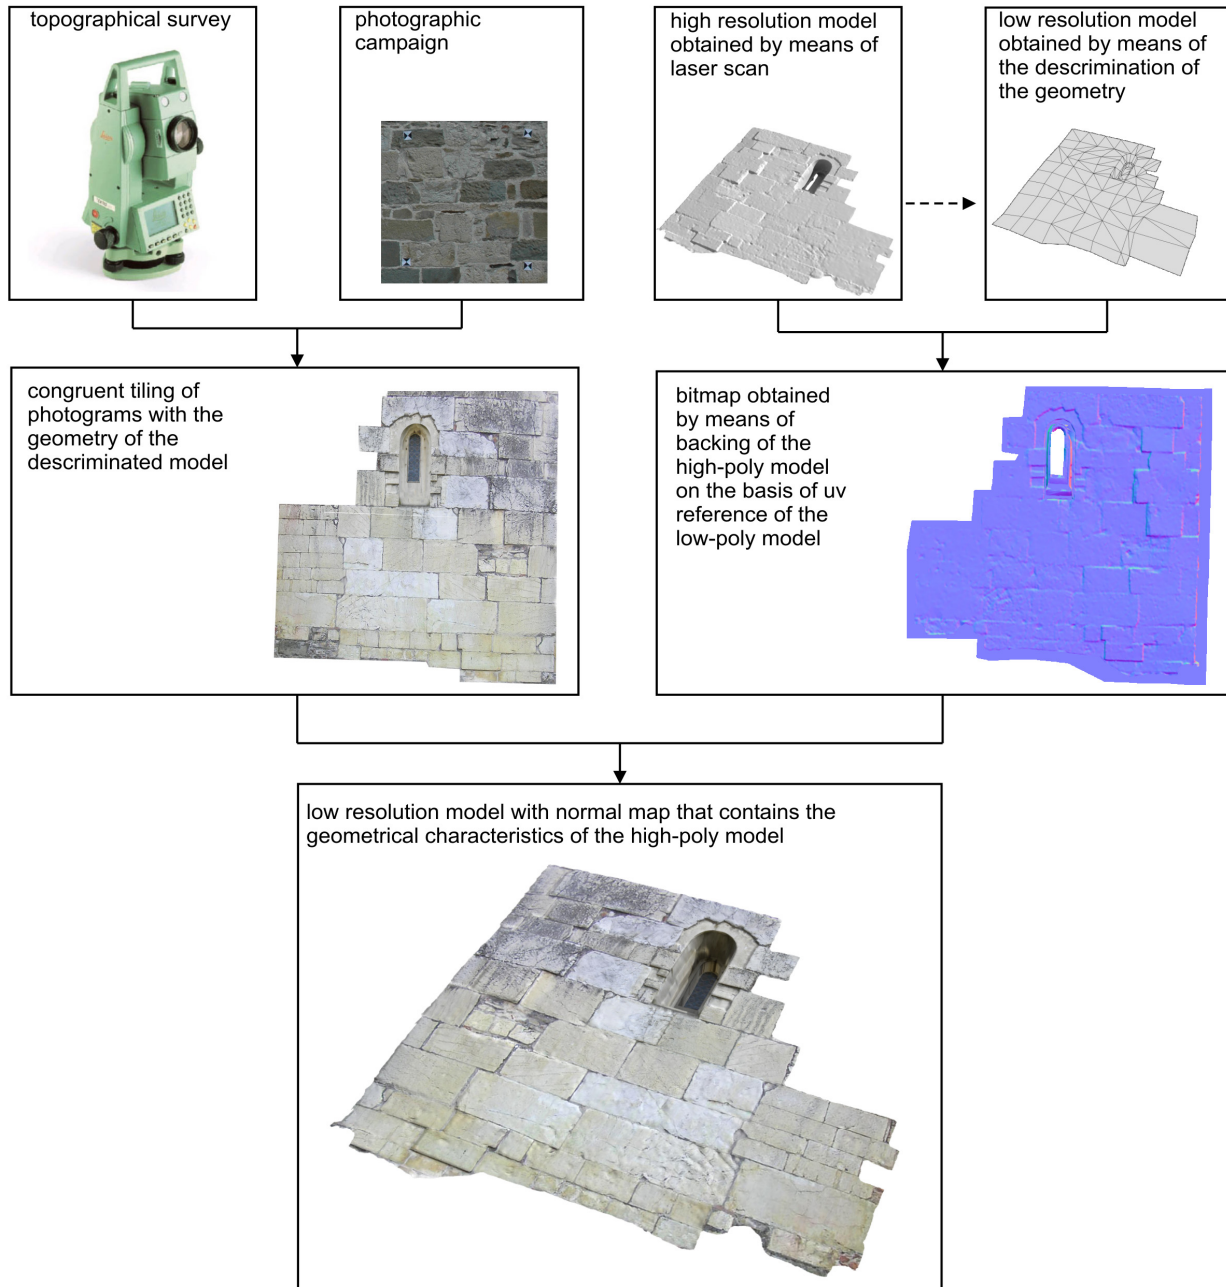 topographical survey
photographic
campaign
high resolution model
obtained by means of
laser scan
low resolution model
obtained by means of
the descrimination of
the geometry
congruent tiling of
photograms with the
geometry of the
descriminated model
bitmap obtained
by means of
backing of the
high-poly model
on the basis of uv
reference of the
low-poly model
low resolution model with normal map that contains the
geometrical characteristics of the high-poly model